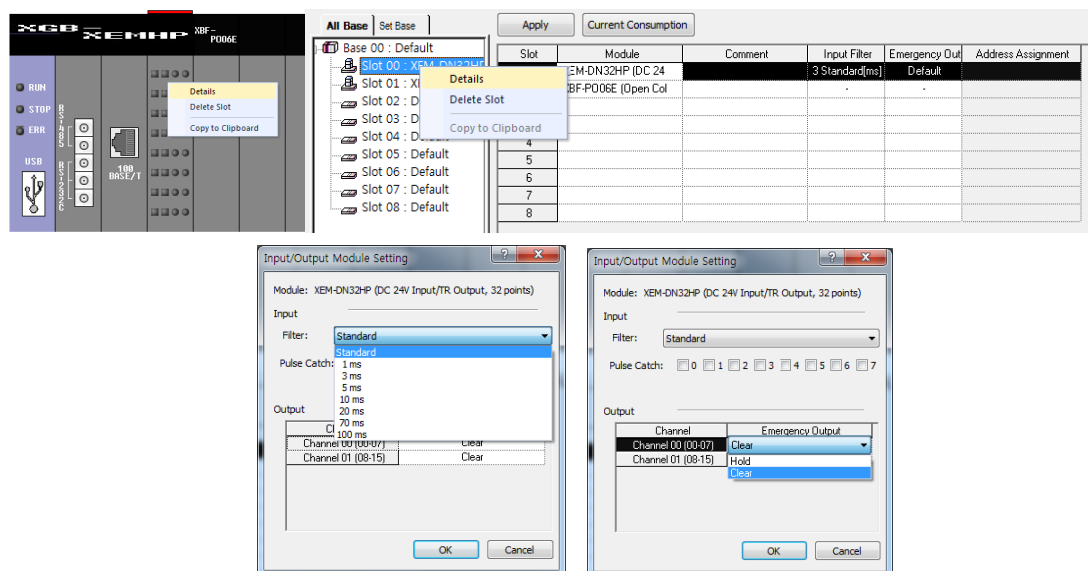 XGB XEMHP XBF-
PO06E
RUN
STOP
ERR
RS-485
RS-232C
USB
100
BASE/T
Details
Delete Slot
Copy to Clipboard
All Base Set Base
Base 00 : Default
Slot 00 : XEM-DN32HP
Slot 01 : XB
Slot 02 : D
Slot 03 : D
Slot 04 : D
Slot 05 : Default
Slot 06 : Default
Slot 07 : Default
Slot 08 : Default
Details
Delete Slot
Copy to Clipboard
Apply Current Consumption
Slot Module Comment Input Filter Emergency Out Address Assignment
EM-DN32HP (DC 24 3 Standard[ms] Default
BF-PO06E (Open Col - -
4
5
6
7
8
Input/Output Module Setting
Module: XEM-DN32HP (DC 24V Input/TR Output, 32 points)
Input
Filter: Standard
Standard
1 ms
3 ms
5 ms
10 ms
20 ms
70 ms
100 ms
Pulse Catch:
Output
Channel 00 (00-07) Clear
Channel 01 (08-15) Clear
OK Cancel
Input/Output Module Setting
Module: XEM-DN32HP (DC 24V Input/TR Output, 32 points)
Input
Filter: Standard
Pulse Catch: 0 1 2 3 4 5 6 7
Output
Channel Emergency Output
Channel 00 (00-07) Clear
Channel 01 (08-15) Hold
Clear
OK Cancel